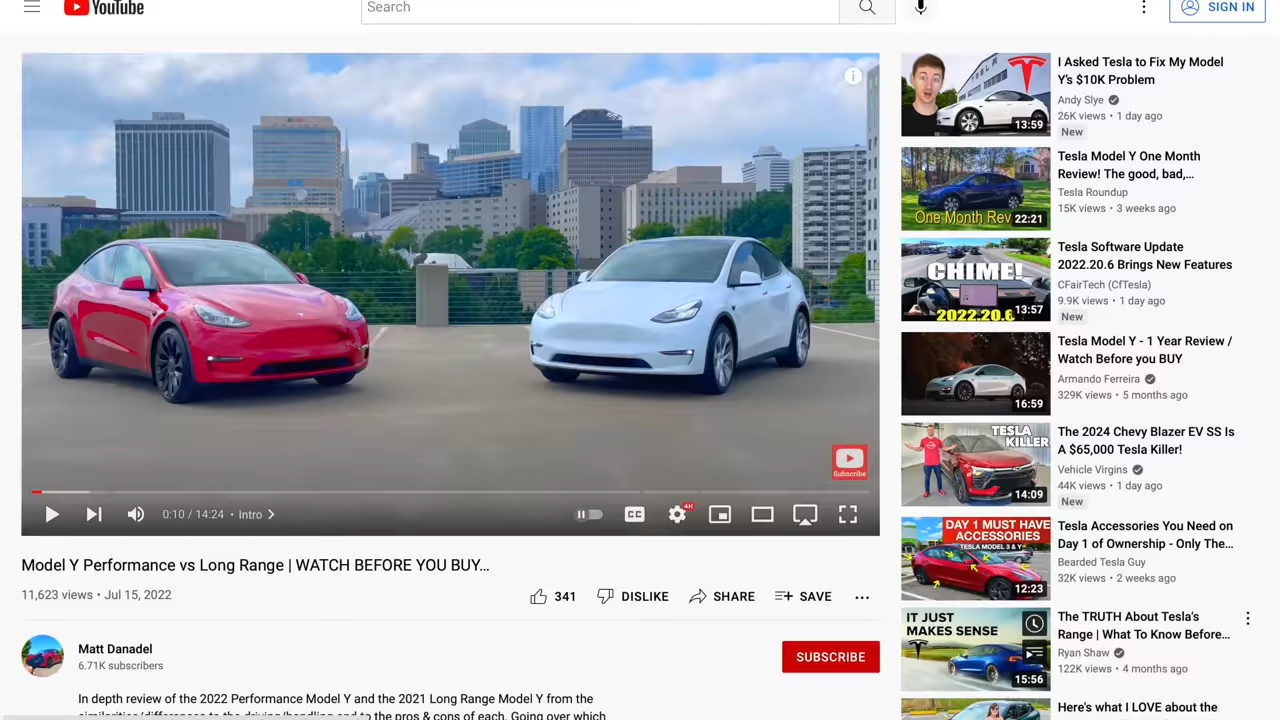 YouTube
Search
SIGN IN
Subscribe
0:10 / 14:24 • Intro
CC
4K
Model Y Performance vs Long Range | WATCH BEFORE YOU BUY...
11,623 views • Jul 15, 2022
341
DISLIKE
SHARE
SAVE
Matt Danadel
6.71K subscribers
SUBSCRIBE
In depth review of the 2022 Performance Model Y and the 2021 Long Range Model Y from the
the pros & cons of each. Going over which
13:59
I Asked Tesla to Fix My Model
Y's $10K Problem
Andy Slye
26K views • 1 day ago
New
One Month Rev
22:21
Tesla Model Y One Month
Review! The good, bad,...
Tesla Roundup
15K views • 3 weeks ago
CHIME!
2022.20.6
13:57
Tesla Software Update
2022.20.6 Brings New Features
CFairTech (CfTesla)
9.9K views • 1 day ago
New
16:59
Tesla Model Y - 1 Year Review /
Watch Before you BUY
Armando Ferreira
329K views • 5 months ago
TESLA
KILLER
14:09
The 2024 Chevy Blazer EV SS Is
A $65,000 Tesla Killer!
Vehicle Virgins
44K views • 1 day ago
New
DAY 1 MUST HAVE
ACCESSORIES
TESLA MODEL 3 & Y
12:23
Tesla Accessories You Need on
Day 1 of Ownership - Only The...
Bearded Tesla Guy
32K views • 2 weeks ago
IT JUST
MAKES SENSE
15:56
The TRUTH About Tesla's
Range | What To Know Before...
Ryan Shaw
122K views • 4 months ago
Here's what I LOVE about the